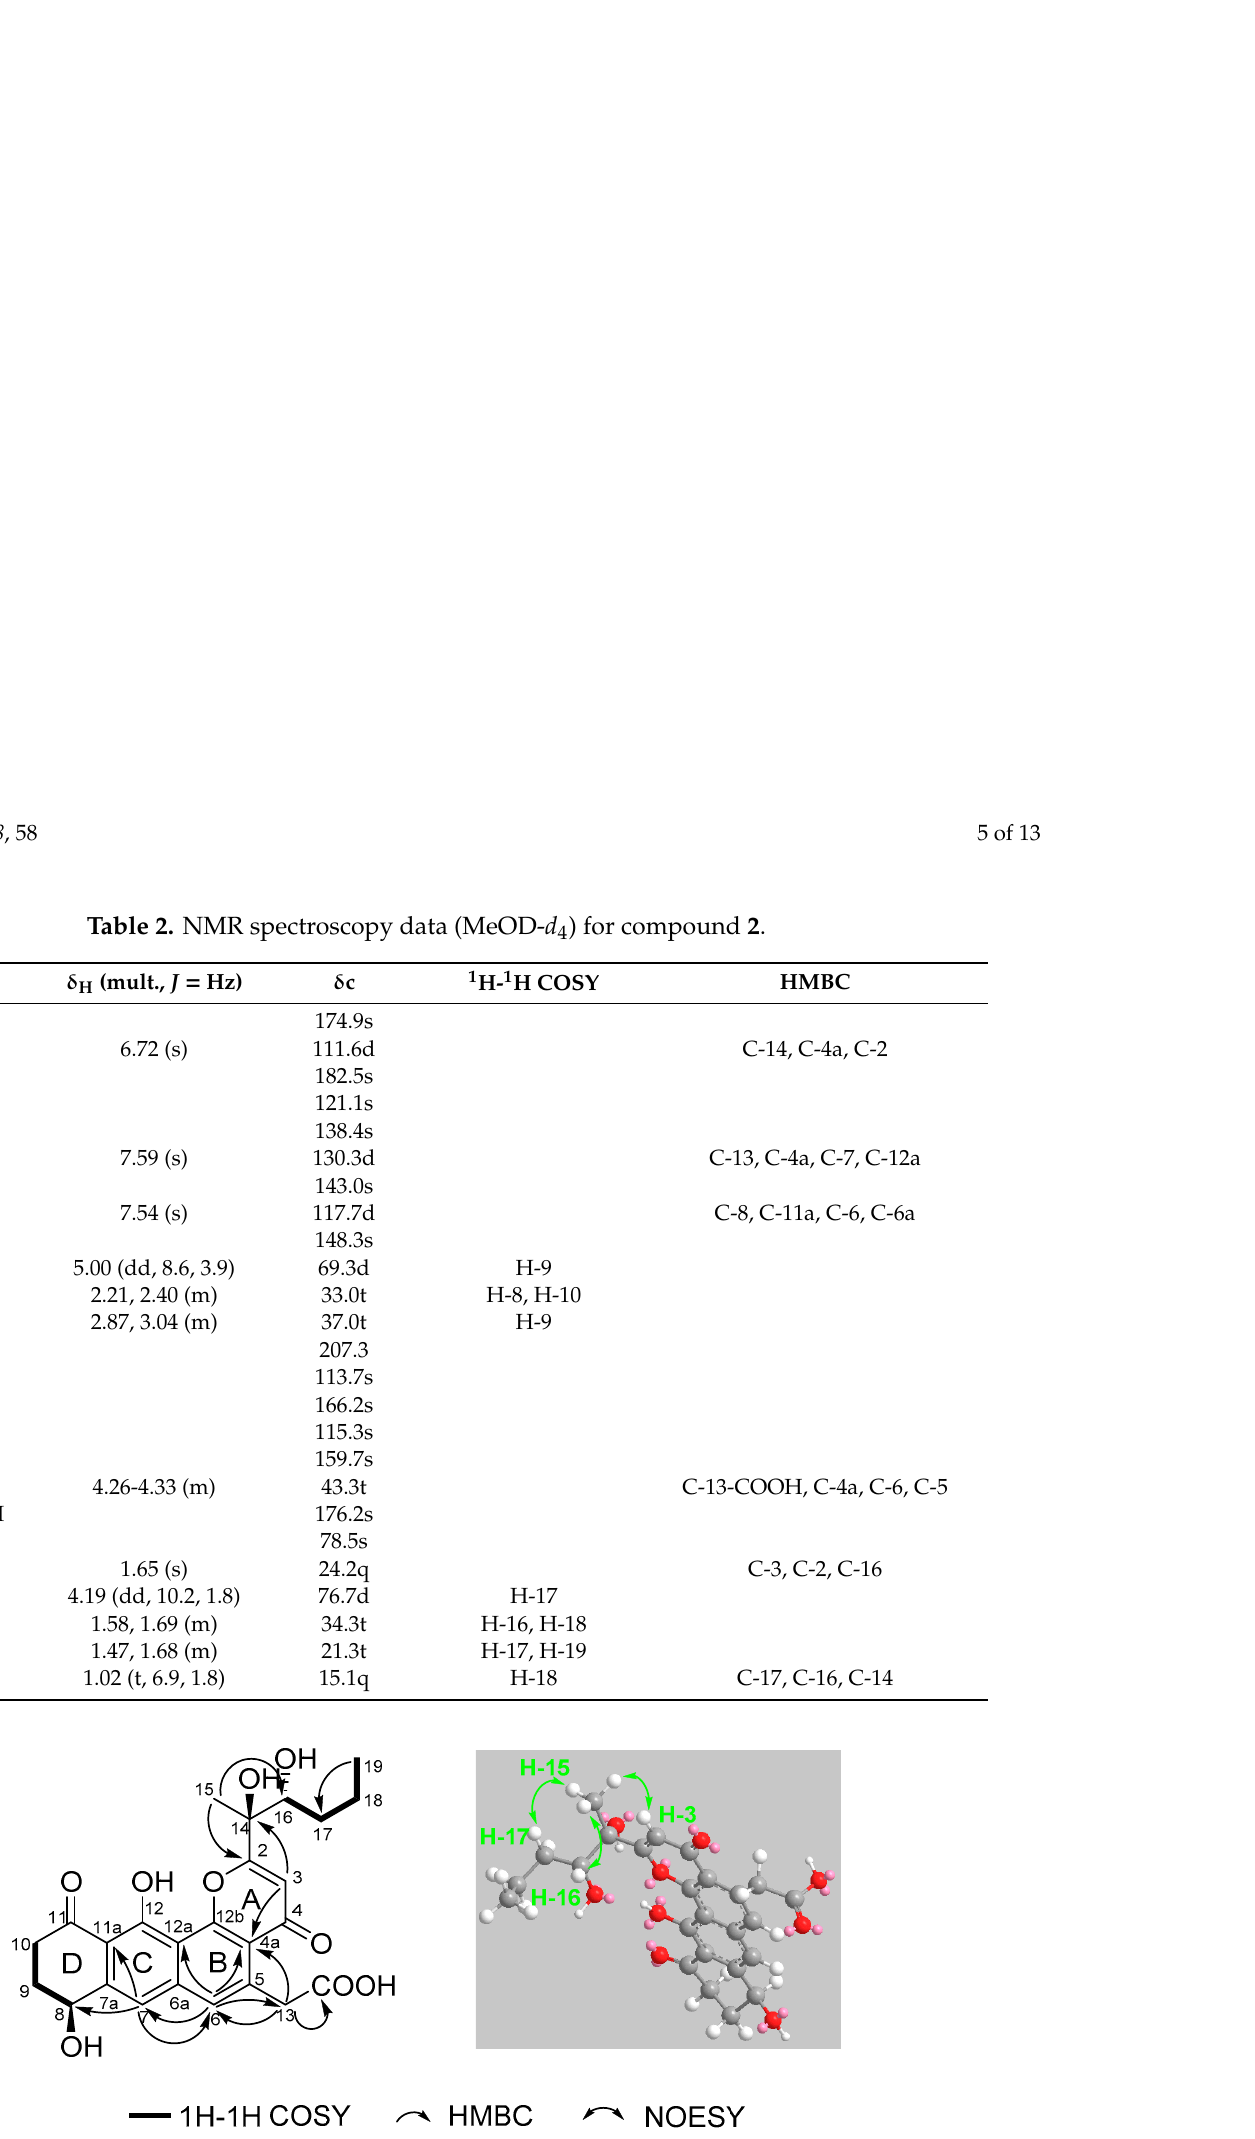 3, 58 5 of 13
Table 2. NMR spectroscopy data (MeOD-d4) for compound 2.
δH (mult., J = Hz) δc 1H-1H COSY HMBC
174.9s
6.72 (s) 111.6d C-14, C-4a, C-2
182.5s
121.1s
138.4s
7.59 (s) 130.3d C-13, C-4a, C-7, C-12a
143.0s
7.54 (s) 117.7d C-8, C-11a, C-6, C-6a
148.3s
5.00 (dd, 8.6, 3.9) 69.3d H-9
2.21, 2.40 (m) 33.0t H-8, H-10
2.87, 3.04 (m) 37.0t H-9
207.3
113.7s
166.2s
115.3s
159.7s
4.26-4.33 (m) 43.3t C-13-COOH, C-4a, C-6, C-5
H 176.2s
78.5s
1.65 (s) 24.2q C-3, C-2, C-16
4.19 (dd, 10.2, 1.8) 76.7d H-17
1.58, 1.69 (m) 34.3t H-16, H-18
1.47, 1.68 (m) 21.3t H-17, H-19
1.02 (t, 6.9, 1.8) 15.1q H-18 C-17, C-16, C-14
OH
OH
19
15
18
16
17
14
2
3
O
OH
O
A
4
12
11
11a
12a
12b
4a
O
10
D
C
B
5
COOH
9
8
7a
7
6a
6
13
OH
H-15
H-3
H-17
H-16
1H-1H COSY HMBC NOESY